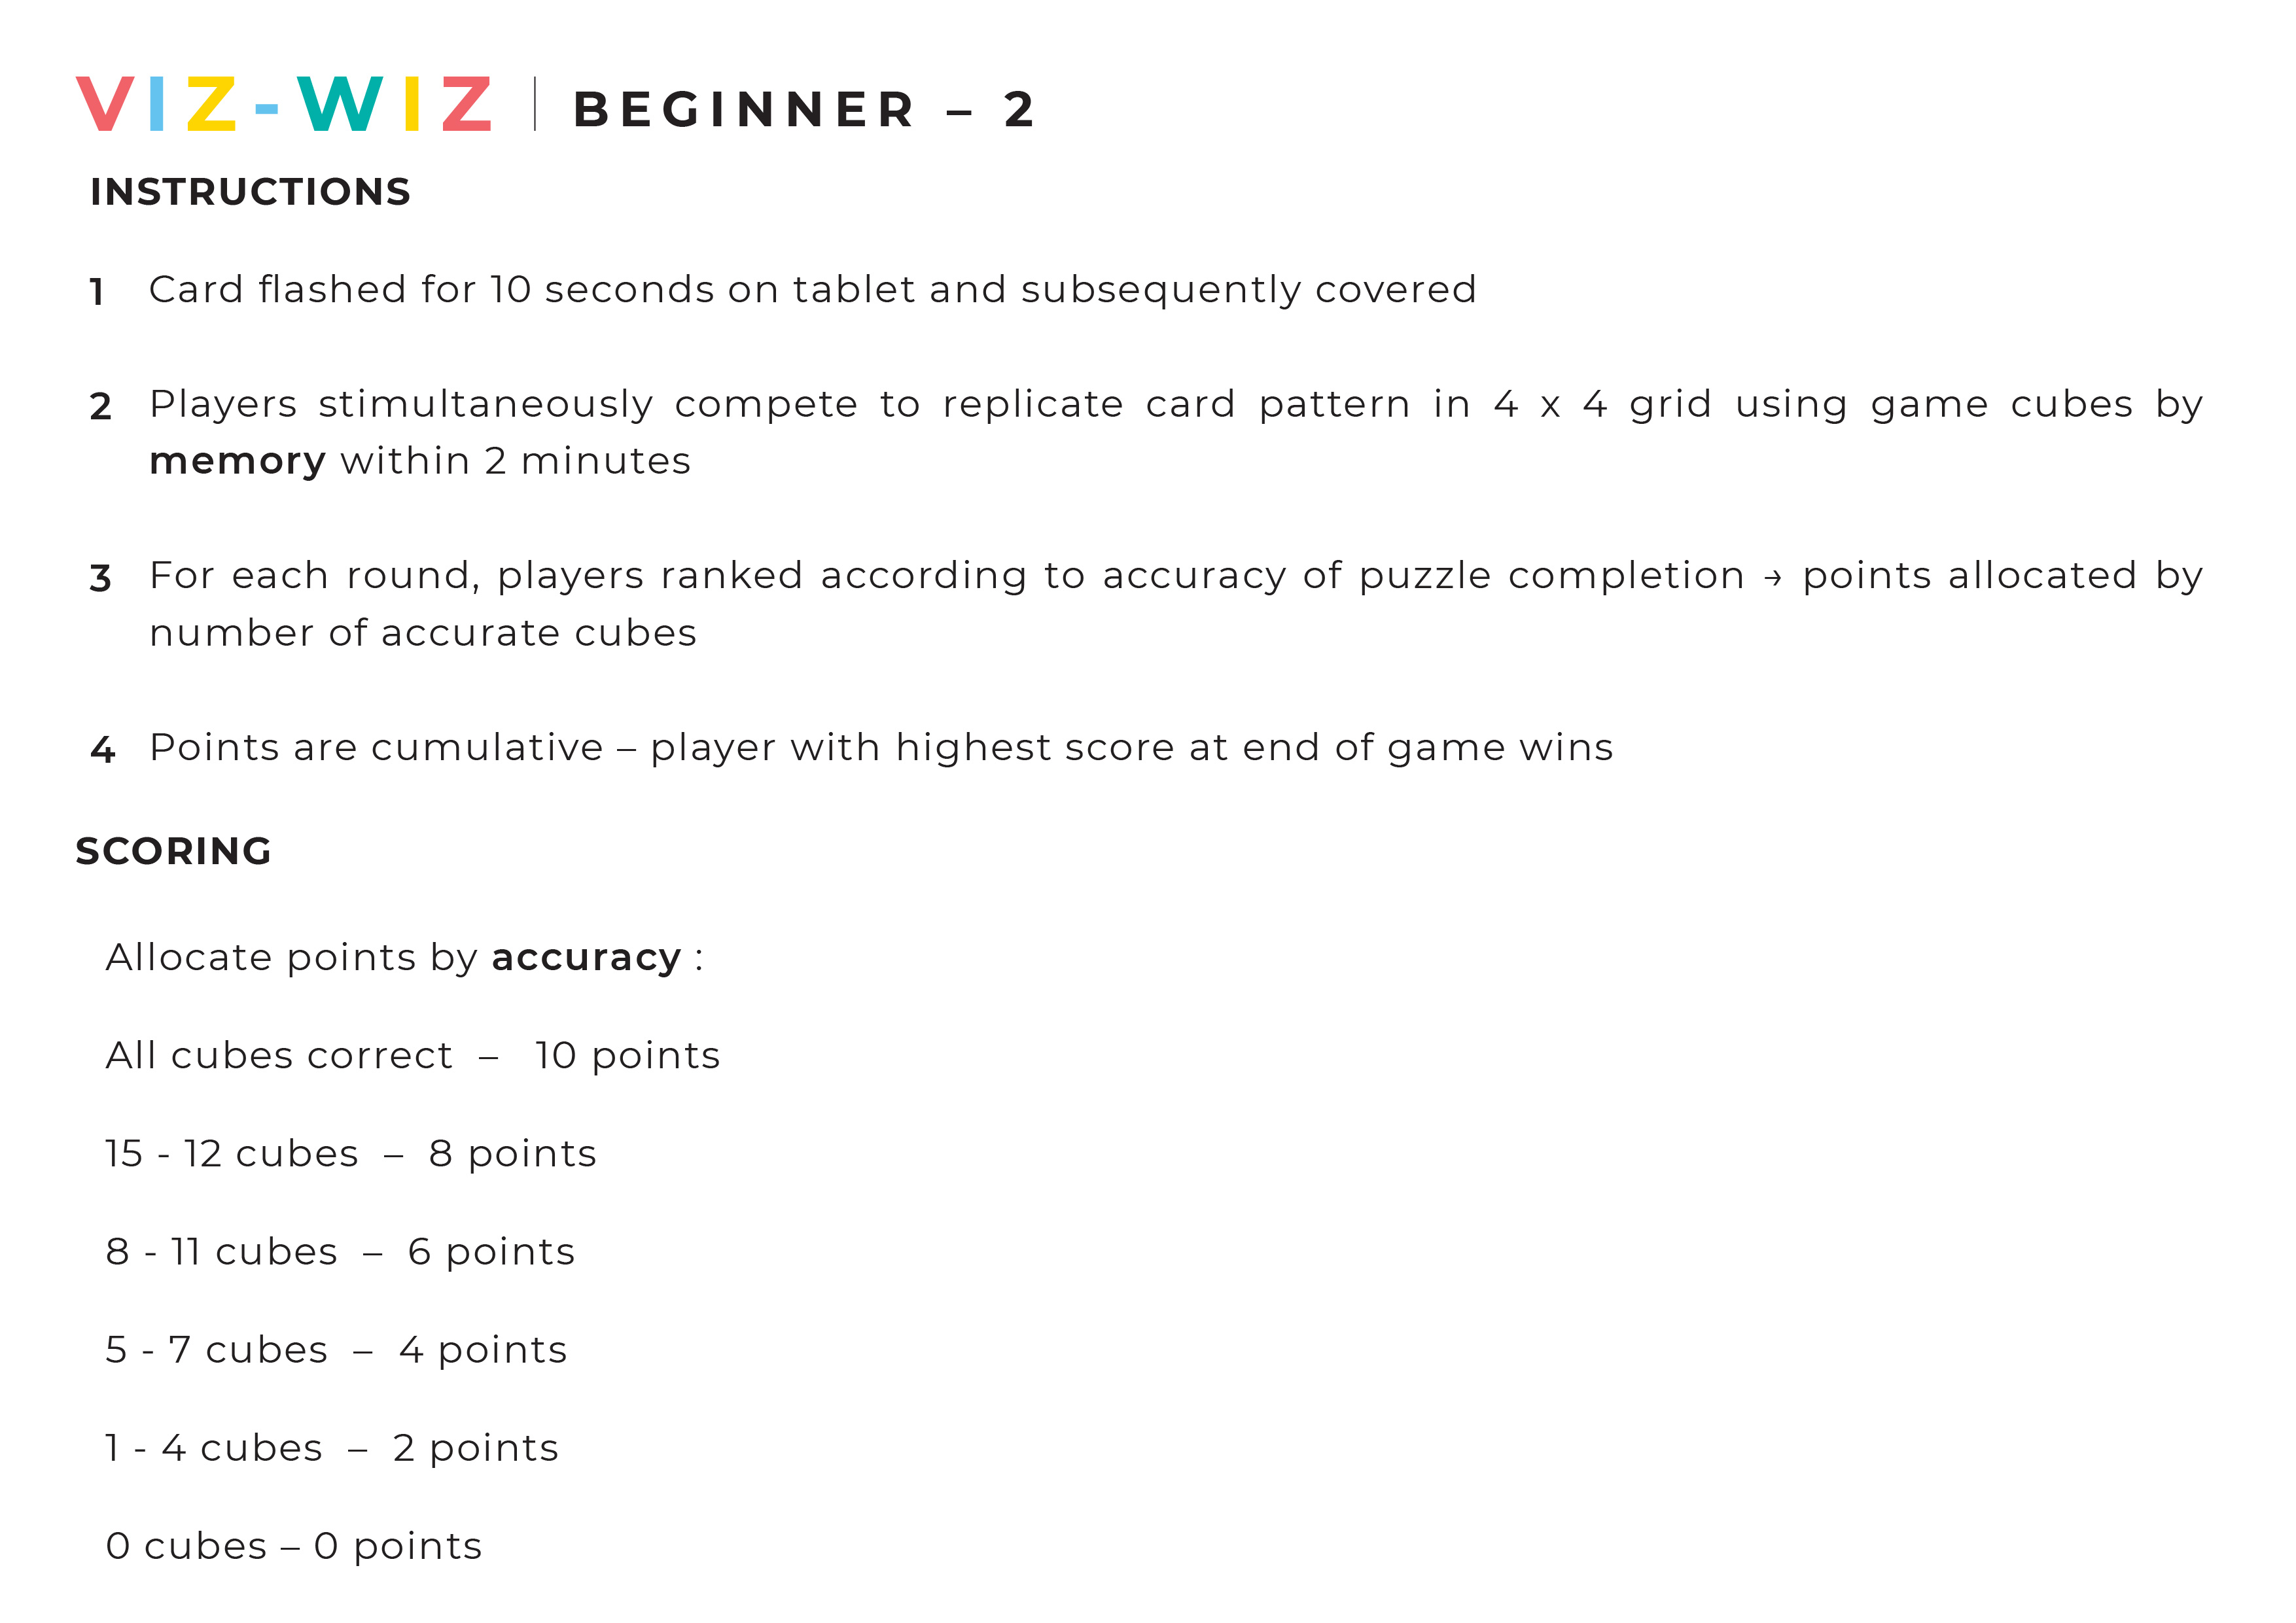 VIZ-WIZ | BEGINNER – 2
INSTRUCTIONS
1 Card flashed for 10 seconds on tablet and subsequently covered
2 Players stimultaneously compete to replicate card pattern in 4 x 4 grid using game cubes by
memory within 2 minutes
3 For each round, players ranked according to accuracy of puzzle completion → points allocated by
number of accurate cubes
4 Points are cumulative – player with highest score at end of game wins
SCORING
Allocate points by accuracy :
All cubes correct – 10 points
15 - 12 cubes – 8 points
8 - 11 cubes – 6 points
5 - 7 cubes – 4 points
1 - 4 cubes – 2 points
0 cubes – 0 points